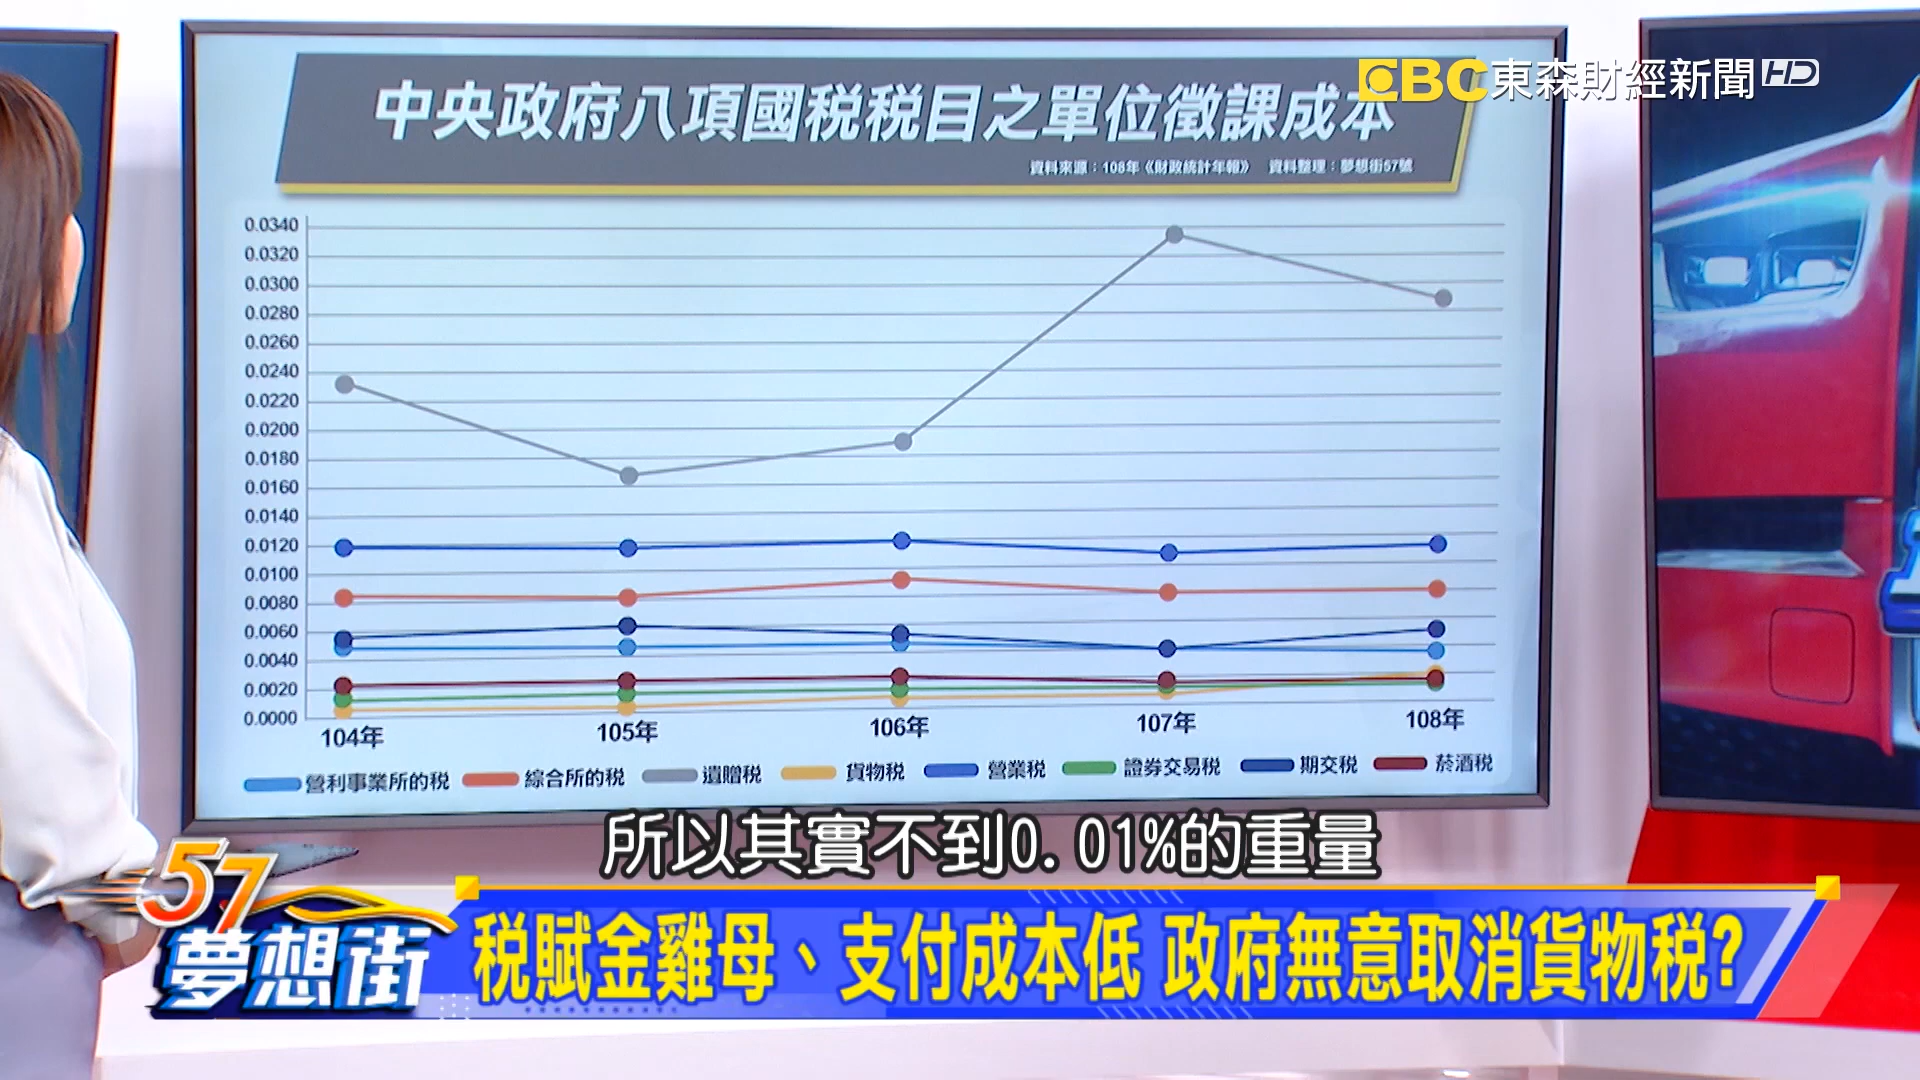 EBC東森財經新聞HD
中央政府八項國稅稅目之單位徵課成本
資料來源：108年《財政統計年報》 資料整理：夢想街57號
0.0340
0.0320
0.0300
0.0280
0.0260
0.0240
0.0220
0.0200
0.0180
0.0160
0.0140
0.0120
0.0100
0.0080
0.0060
0.0040
0.0020
0.0000
104年 105年 106年 107年 108年
營利事業所的稅 綜合所的稅 遺贈稅 貨物稅 營業稅 證券交易稅 期交稅 菸酒稅
所以其實不到0.01%的重量
57
夢想街
稅賦金雞母、支付成本低 政府無意取消貨物稅?